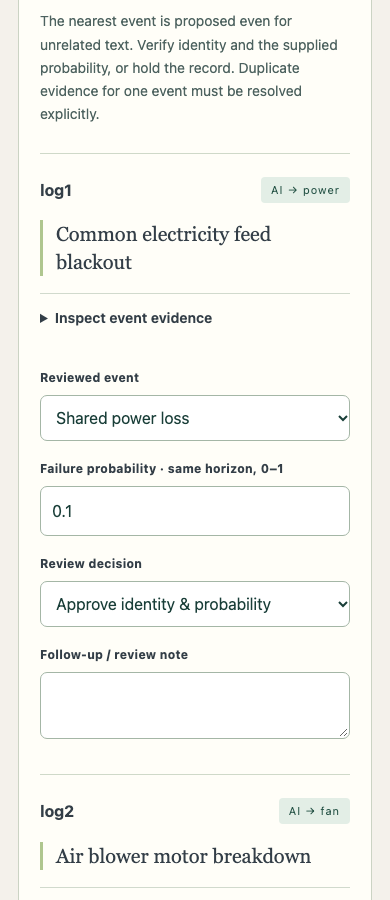 The nearest event is proposed even for
unrelated text. Verify identity and the supplied
probability, or hold the record. Duplicate
evidence for one event must be resolved
explicitly.
log1
AI → power
Common electricity feed
blackout
Inspect event evidence
Reviewed event
Shared power loss
Failure probability · same horizon, 0–1
0.1
Review decision
Approve identity & probability
Follow-up / review note
log2
AI → fan
Air blower motor breakdown